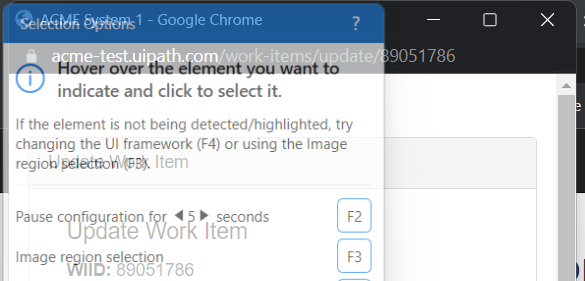 ACME System 1 - Google Chrome
Selection Options ?
acme-test.uipath.com/work-items/update/89051786
Hover over the element you want to
indicate and click to select it.
If the element is not being detected/highlighted, try
changing the UI framework (F4) or using the Image
region selection (F3).
Update Work Item
Pause configuration for 5 seconds F2
Update Work Item
Image region selection F3
WIID: 89051786